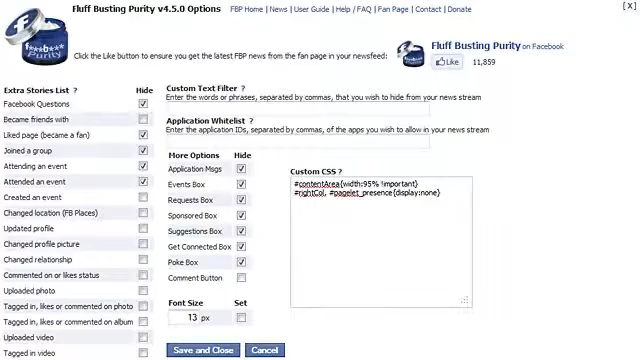 Fluff Busting Purity v4.5.0 Options
FBP Home | News | User Guide | Help / FAQ | Fan Page | Contact | Donate
[X]
f***b***
Purity
Click the Like button to ensure you get the latest FBP news from the fan page in your newsfeed:
Fluff Busting Purity on Facebook
Like 11,859
Extra Stories List ? Hide
Facebook Questions
Became friends with
Liked page (became a fan)
Joined a group
Attending an event
Attended an event
Created an event
Changed location (FB Places)
Updated profile
Changed profile picture
Changed relationship
Commented on or likes status
Uploaded photo
Tagged in, likes or commented on photo
Tagged in, likes or commented on album
Uploaded video
Tagged in video
Custom Text Filter ?
Enter the words or phrases, separated by commas, that you wish to hide from your news stream
Application Whitelist ?
Enter the application IDs, separated by commas, of the apps you wish to allow in your news stream
More Options Hide
Application Msgs
Events Box
Requests Box
Sponsored Box
Suggestions Box
Get Connected Box
Poke Box
Comment Button
Font Size Set
13 px
Custom CSS ?
#contentArea{width:95% !important}
#rightCol, #pagelet_presence{display:none}
Save and Close Cancel